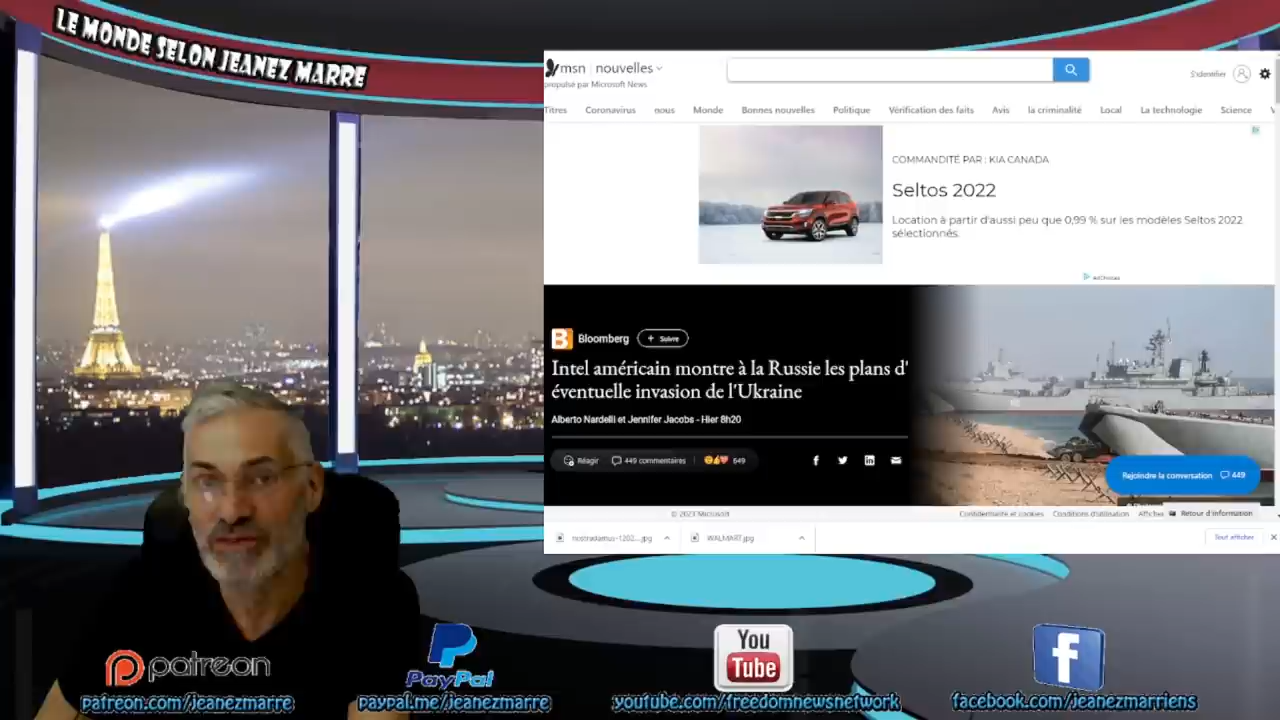 LE MONDE SELON JEANEZ MARRE
msn nouvelles
propulsé par Microsoft News
S'identifier
Titres Coronavirus nous Monde Bonnes nouvelles Politique Vérification des faits Avis la criminalité Local La technologie Science
COMMANDITÉ PAR : KIA CANADA
Seltos 2022
Location à partir d'aussi peu que 0,99 % sur les modèles Seltos 2022
sélectionnés.
AdChoices
B Bloomberg + Suivre
Intel américain montre à la Russie les plans d'
éventuelle invasion de l'Ukraine
Alberto Nardelli et Jennifer Jacobs - Hier 8h20
Réagir 449 commentaires 649
Rejoindre la conversation 449
Confidentialité et cookies Conditions d'utilisation Afficher Retour d'information
WALMART.jpg
Tout afficher
patreon
patreon.com/jeanezmarre
PayPal
paypal.me/jeanezmarre
You
Tube
youtube.com/freedomnewsnetwork
f
facebook.com/jeanezmarriens